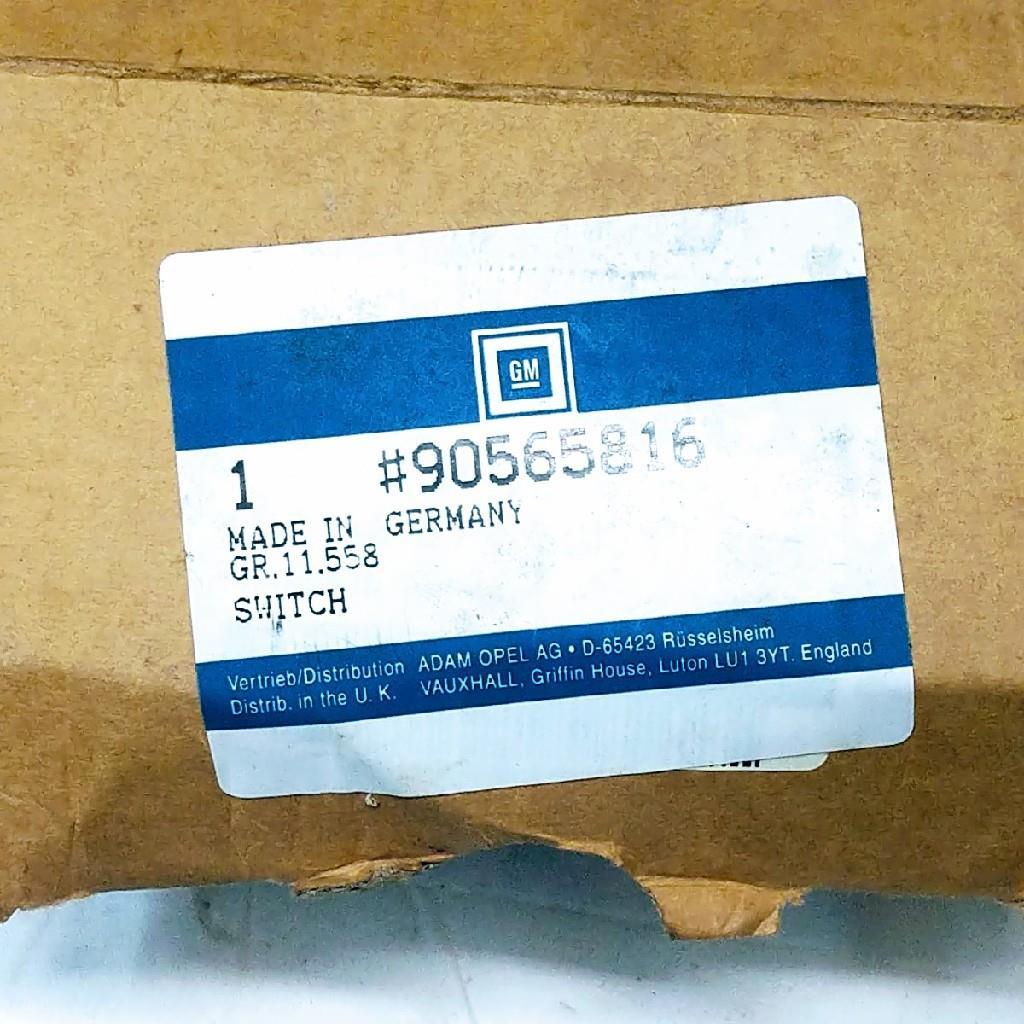 GM
1 #90565816
MADE IN GERMANY
GR.11.558
SWITCH
Vertrieb/Distribution ADAM OPEL AG • D-65423 Rüsselsheim
Distrib. in the U. K. VAUXHALL, Griffin House, Luton LU1 3YT. England